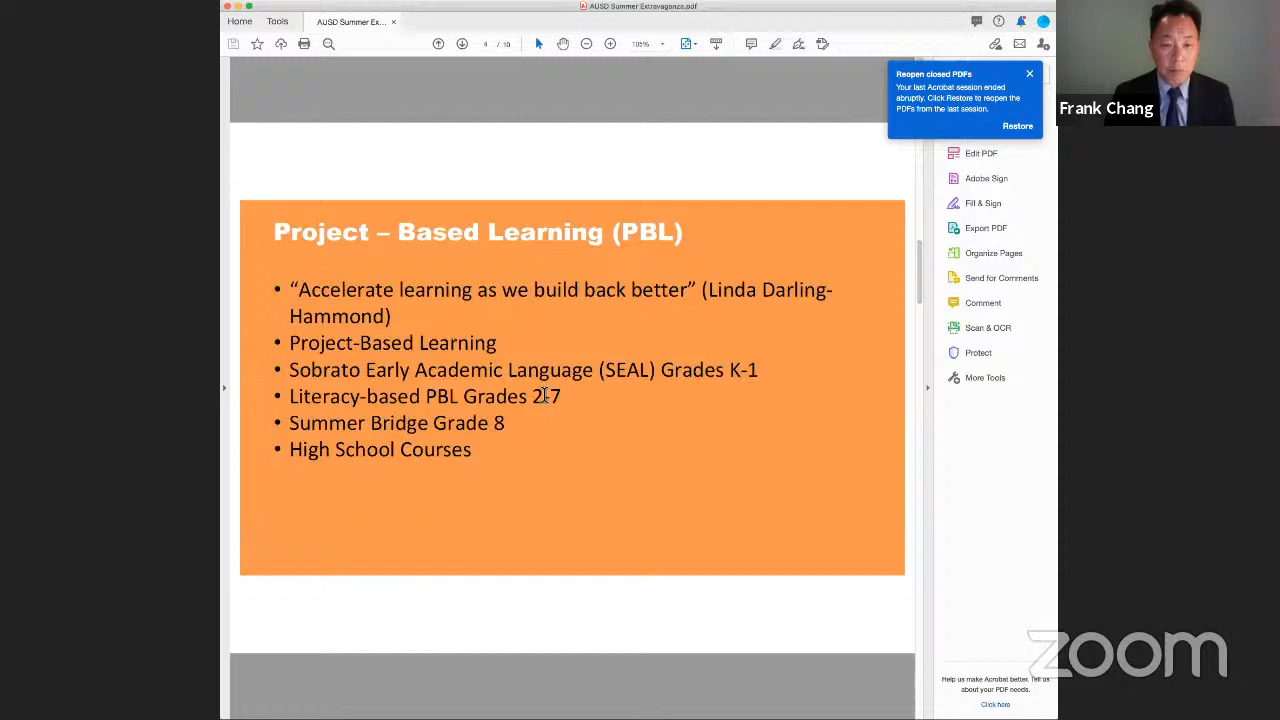 AUSD Summer Extravaganza.pdf
Home
Tools
AUSD Summer Ex...
4 / 10
105%
Reopen closed PDFs
Your last Acrobat session ended
abruptly. Click Restore to reopen the
PDFs from the last session.
Restore
Frank Chang
Edit PDF
Adobe Sign
Fill & Sign
Export PDF
Organize Pages
Send for Comments
Comment
Scan & OCR
Protect
More Tools
Project – Based Learning (PBL)
• “Accelerate learning as we build back better” (Linda Darling-
Hammond)
• Project-Based Learning
• Sobrato Early Academic Language (SEAL) Grades K-1
• Literacy-based PBL Grades 2-7
• Summer Bridge Grade 8
• High School Courses
zoom
Help us make Acrobat better. Tell us
about your PDF needs.
Click here